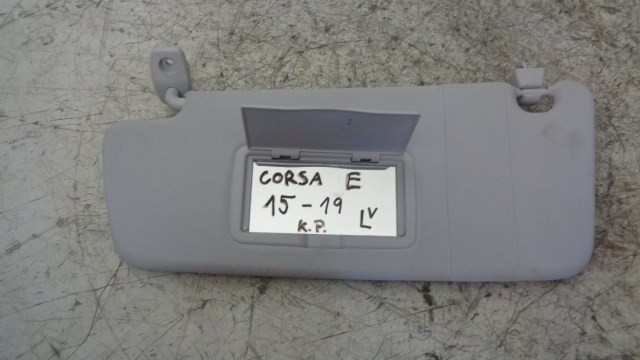 CORSA E
15-19 LV
K.P.